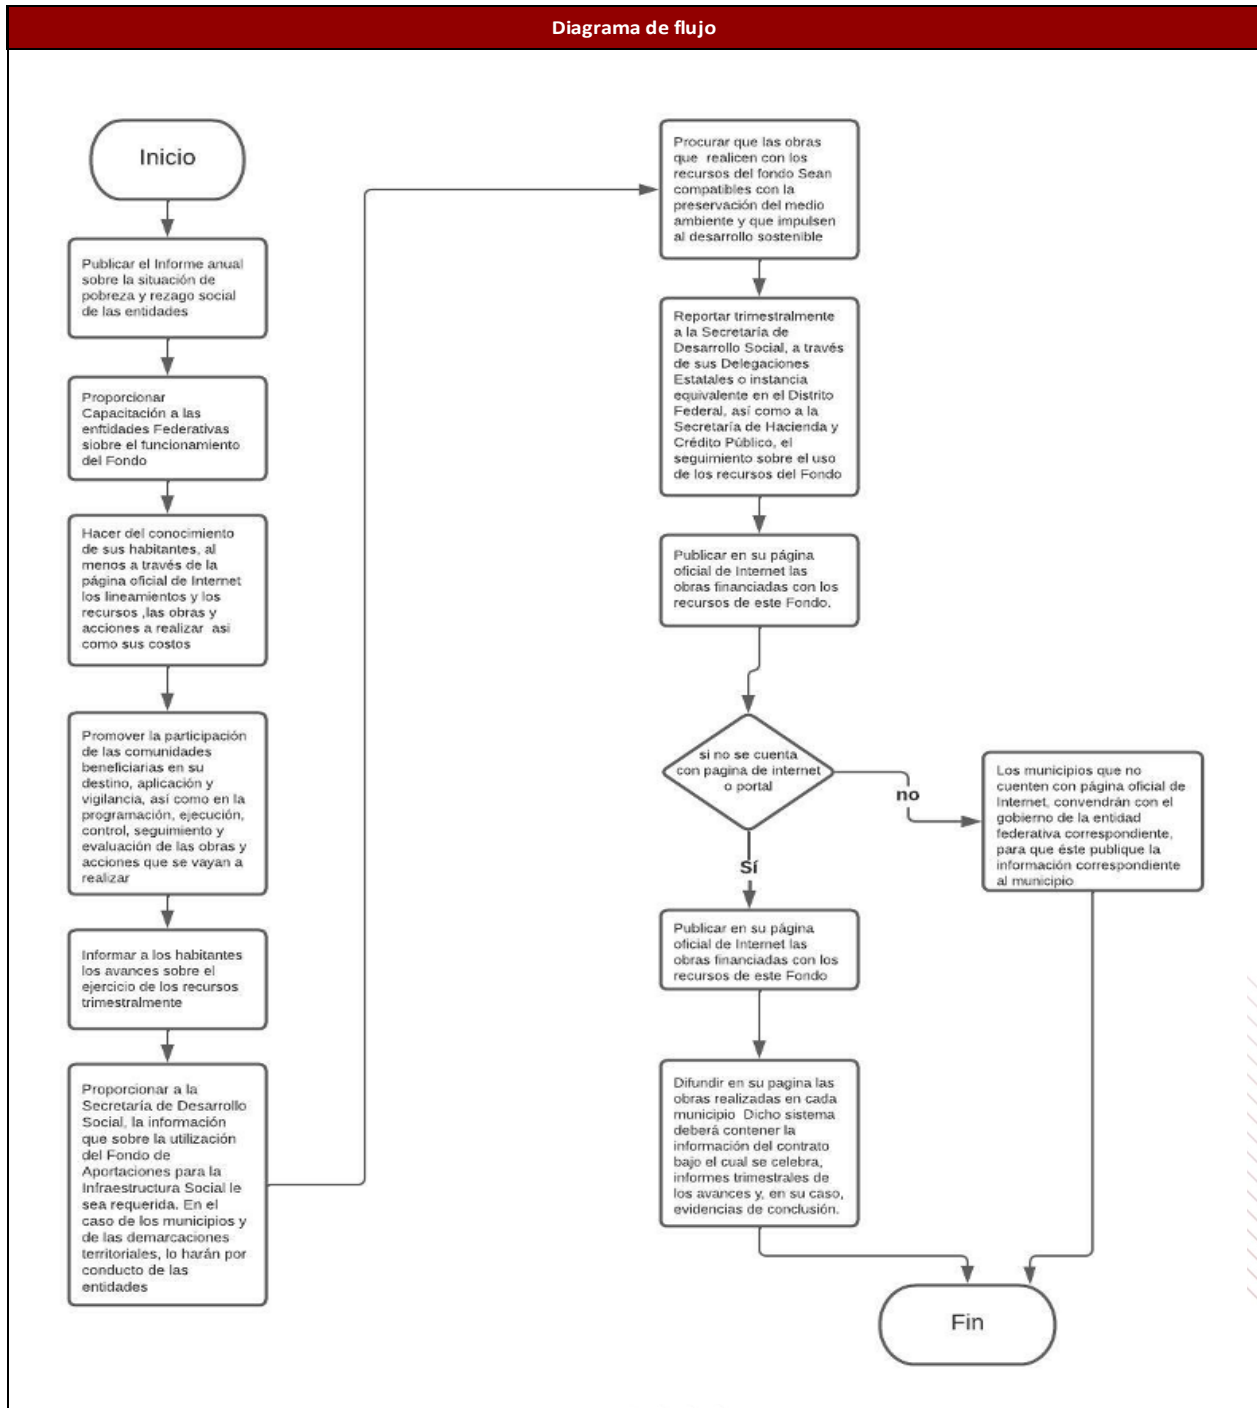 Diagrama de flujo
Inicio
Publicar el Informe anual
sobre la situación de
pobreza y rezago social
de las entidades
Proporcionar
Capacitación a las
enftidades Federativas
siobre el funcionamiento
del Fondo
Hacer del conocimiento
de sus habitantes, al
menos a través de la
página oficial de Internet
los lineamientos y los
recursos ,las obras y
acciones a realizar asi
como sus costos
Promover la participación
de las comunidades
beneficiarias en su
destino, aplicación y
vigilancia, así como en la
programación, ejecución,
control, seguimiento y
evaluación de las obras y
acciones que se vayan a
realizar
Informar a los habitantes
los avances sobre el
ejercicio de los recursos
trimestralmente
Proporcionar a la
Secretaría de Desarrollo
Social, la información
que sobre la utilización
del Fondo de
Aportaciones para la
Infraestructura Social le
sea requerida. En el
caso de los municipios y
de las demarcaciones
territoriales, lo harán por
conducto de las
entidades
Procurar que las obras
que realicen con los
recursos del fondo Sean
compatibles con la
preservación del medio
ambiente y que impulsen
al desarrollo sostenible
Reportar trimestralmente
a la Secretaría de
Desarrollo Social, a través
de sus Delegaciones
Estatales o instancia
equivalente en el Distrito
Federal, así como a la
Secretaría de Hacienda y
Crédito Público, el
seguimiento sobre el uso
de los recursos del Fondo
Publicar en su página
oficial de Internet las
obras financiadas con los
recursos de este Fondo.
si no se cuenta
con pagina de internet
o portal
no
Los municipios que no
cuenten con página oficial de
Internet, convendrán con el
gobierno de la entidad
federativa correspondiente,
para que éste publique la
información correspondiente
al municipio
Sí
Publicar en su página
oficial de Internet las
obras financiadas con los
recursos de este Fondo
Difundir en su pagina las
obras realizadas en cada
municipio Dicho sistema
deberá contener la
información del contrato
bajo el cual se celebra,
informes trimestrales de
los avances y, en su caso,
evidencias de conclusión.
Fin